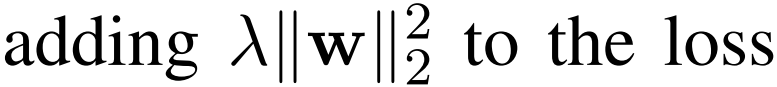 adding λ‖w‖₂² to the loss